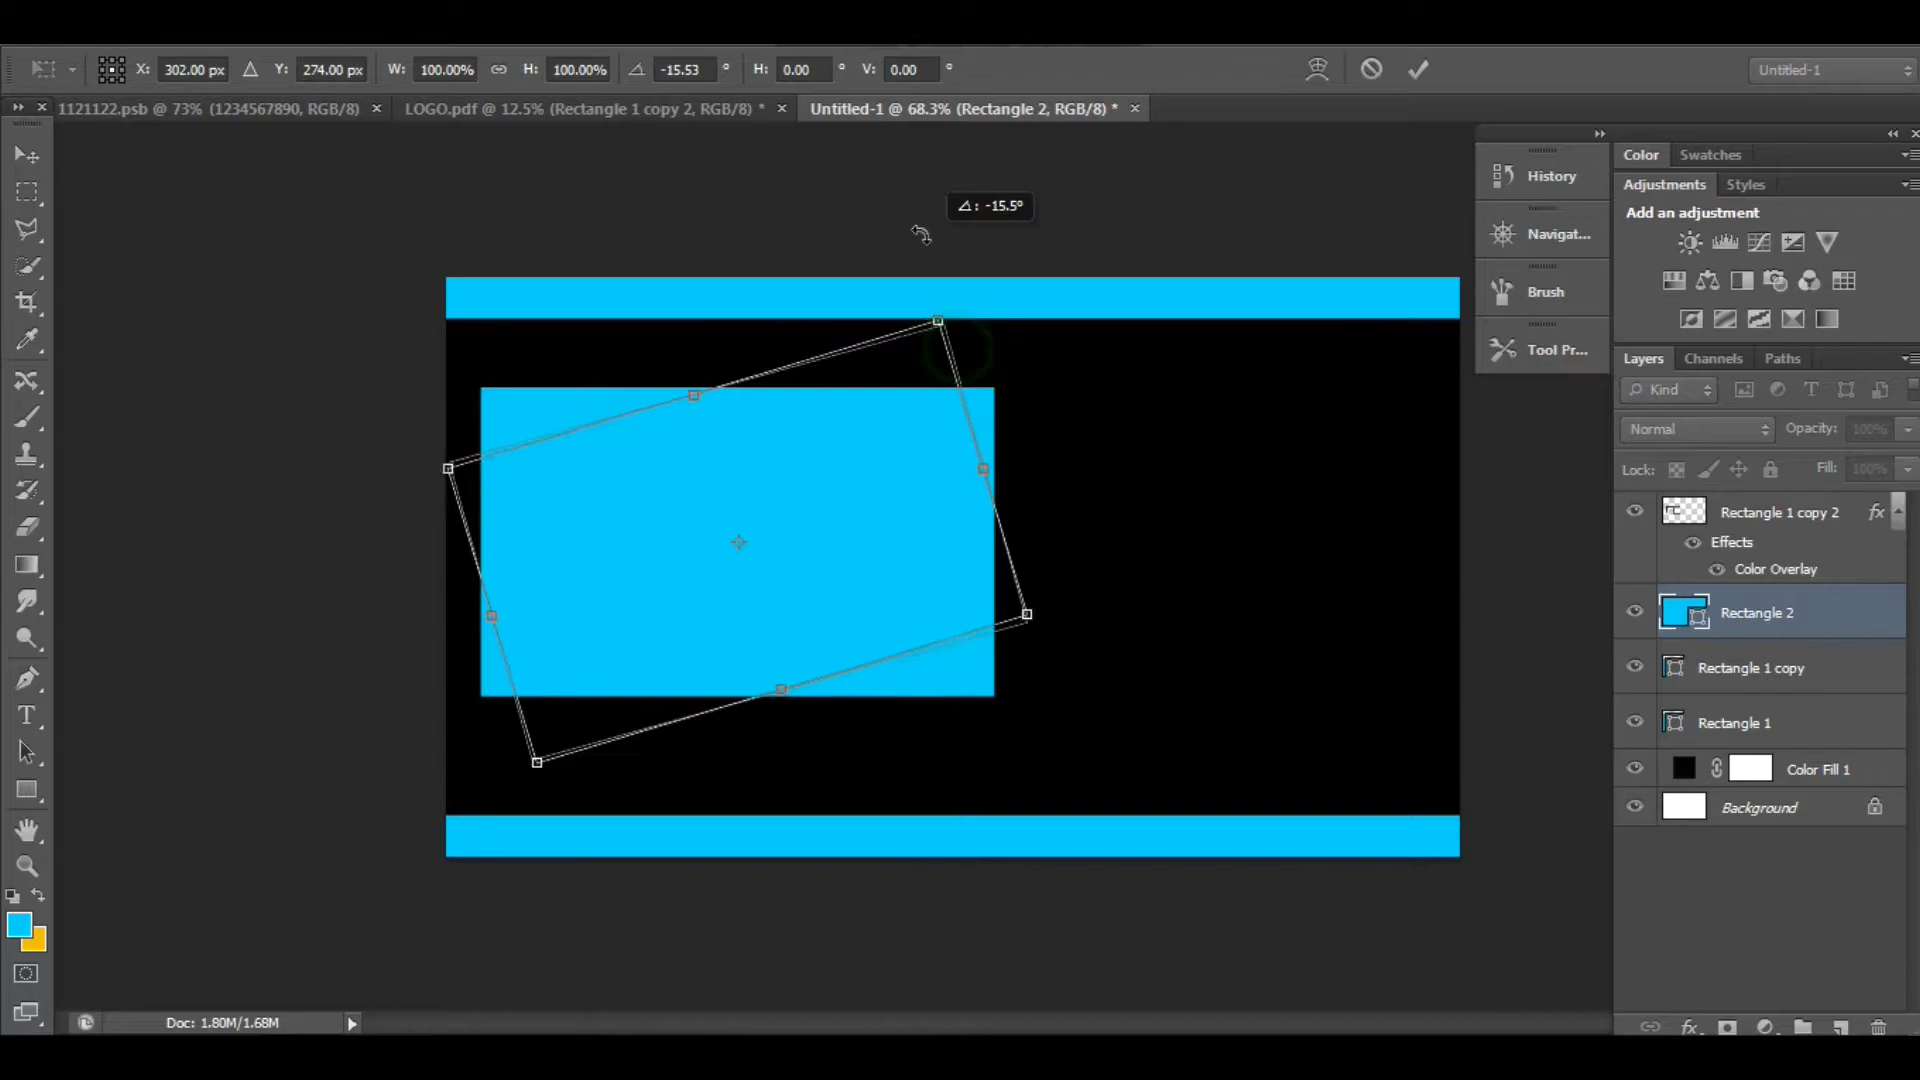 X: 302.00 px Y: 274.00 px W: 100.00% H: 100.00% -15.53 ° H: 0.00 ° V: 0.00 ° Untitled-1
1121122.psb @ 73% (1234567890, RGB/8) × LOGO.pdf @ 12.5% (Rectangle 1 copy 2, RGB/8) * × Untitled-1 @ 68.3% (Rectangle 2, RGB/8) * ×
∠: -15.5°
History
Navigat...
Brush
Tool Pr...
Color Swatches
Adjustments Styles
Add an adjustment
Layers Channels Paths
Kind
Normal Opacity: 100%
Lock: Fill: 100%
Rectangle 1 copy 2 fx
Effects
Color Overlay
Rectangle 2
Rectangle 1 copy
Rectangle 1
Color Fill 1
Background
T
Doc: 1.80M/1.68M
fx